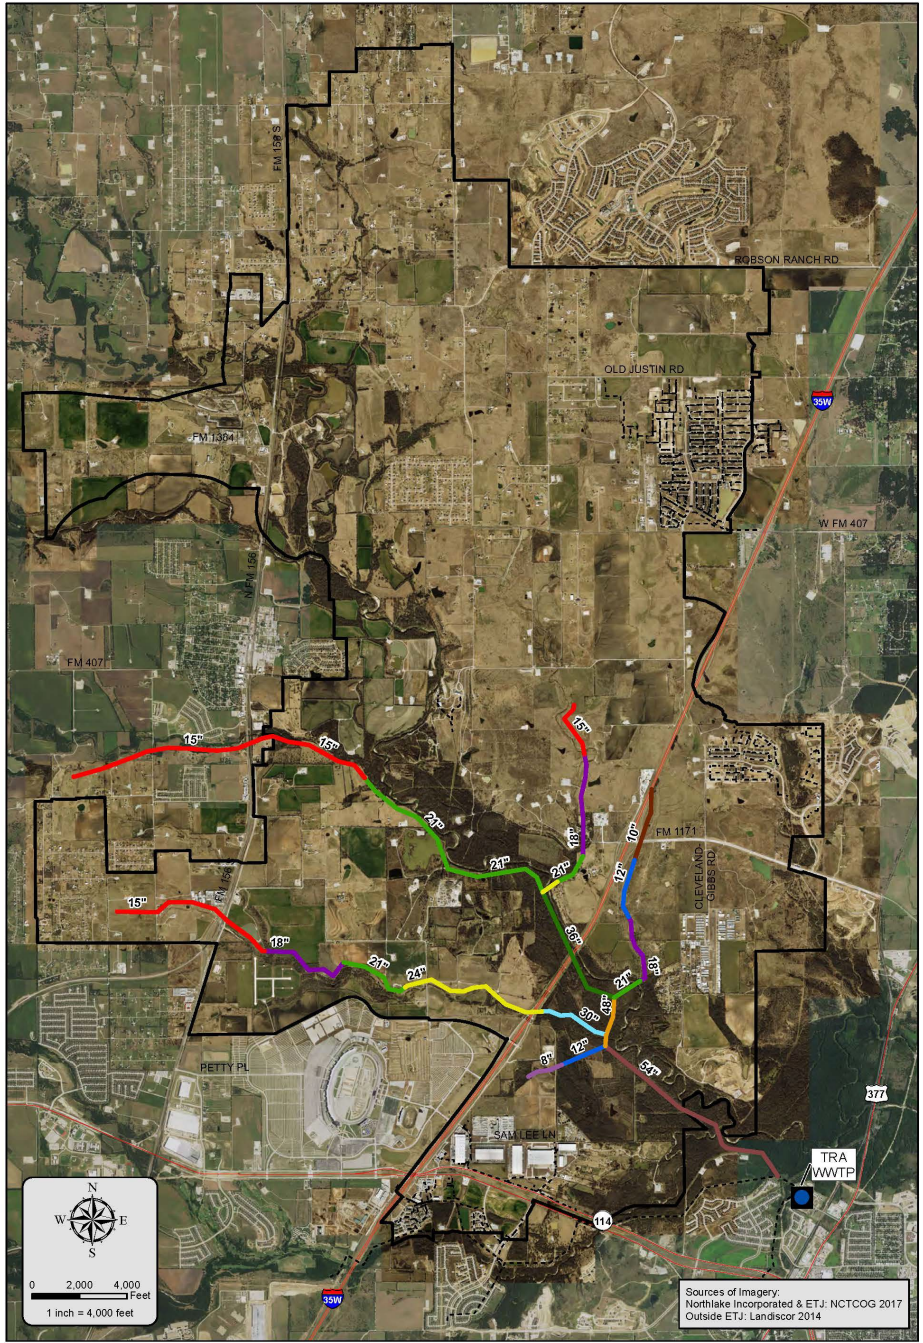 FM 156 S
ROBSON RANCH RD
OLD JUSTIN RD
35W
FM 1384
W FM 407
N FM 156
FM 407
15"
15"
15"
21"
FM 1171
10"
18"
21"
21"
12"
CLEVELAND-
GIBBS RD
FM 156 S
15"
36"
18"
21"
24"
18"
21"
48"
30"
12"
8"
54"
PETTY PL
377
SAM LEE LN
TRA
WWTP
114
N
W E
S
0 2,000 4,000
Feet
1 inch = 4,000 feet
35W
Sources of Imagery:
Northlake Incorporated & ETJ: NCTCOG 2017
Outside ETJ: Landiscor 2014